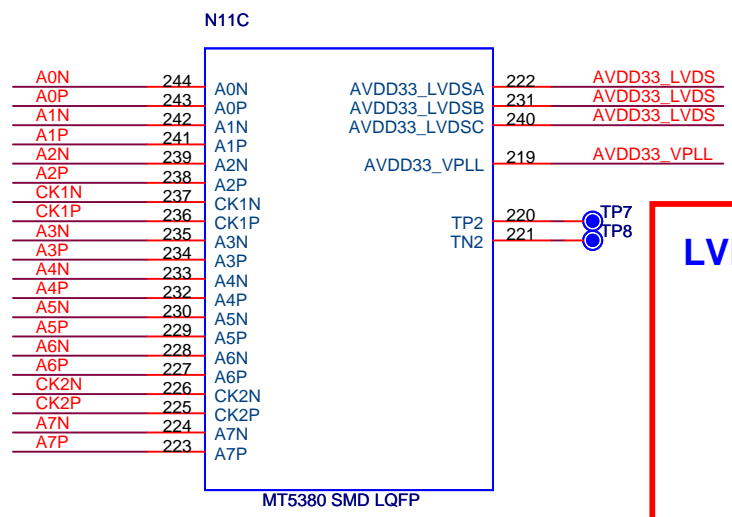 N11C
A0N 244 A0N AVDD33_LVDSA 222 AVDD33_LVDS
A0P 243 A0P AVDD33_LVDSB 231 AVDD33_LVDS
A1N 242 A1N AVDD33_LVDSC 240 AVDD33_LVDS
A1P 241 A1P
A2N 239 A2N AVDD33_VPLL 219 AVDD33_VPLL
A2P 238 A2P
CK1N 237 CK1N
CK1P 236 CK1P TP2 220 TP7
A3N 235 A3N TN2 221 TP8
A3P 234 A3P
A4N 233 A4N
A4P 232 A4P
A5N 230 A5N
A5P 229 A5P
A6N 228 A6N
A6P 227 A6P
CK2N 226 CK2N
CK2P 225 CK2P
A7N 224 A7N
A7P 223 A7P
MT5380 SMD LQFP